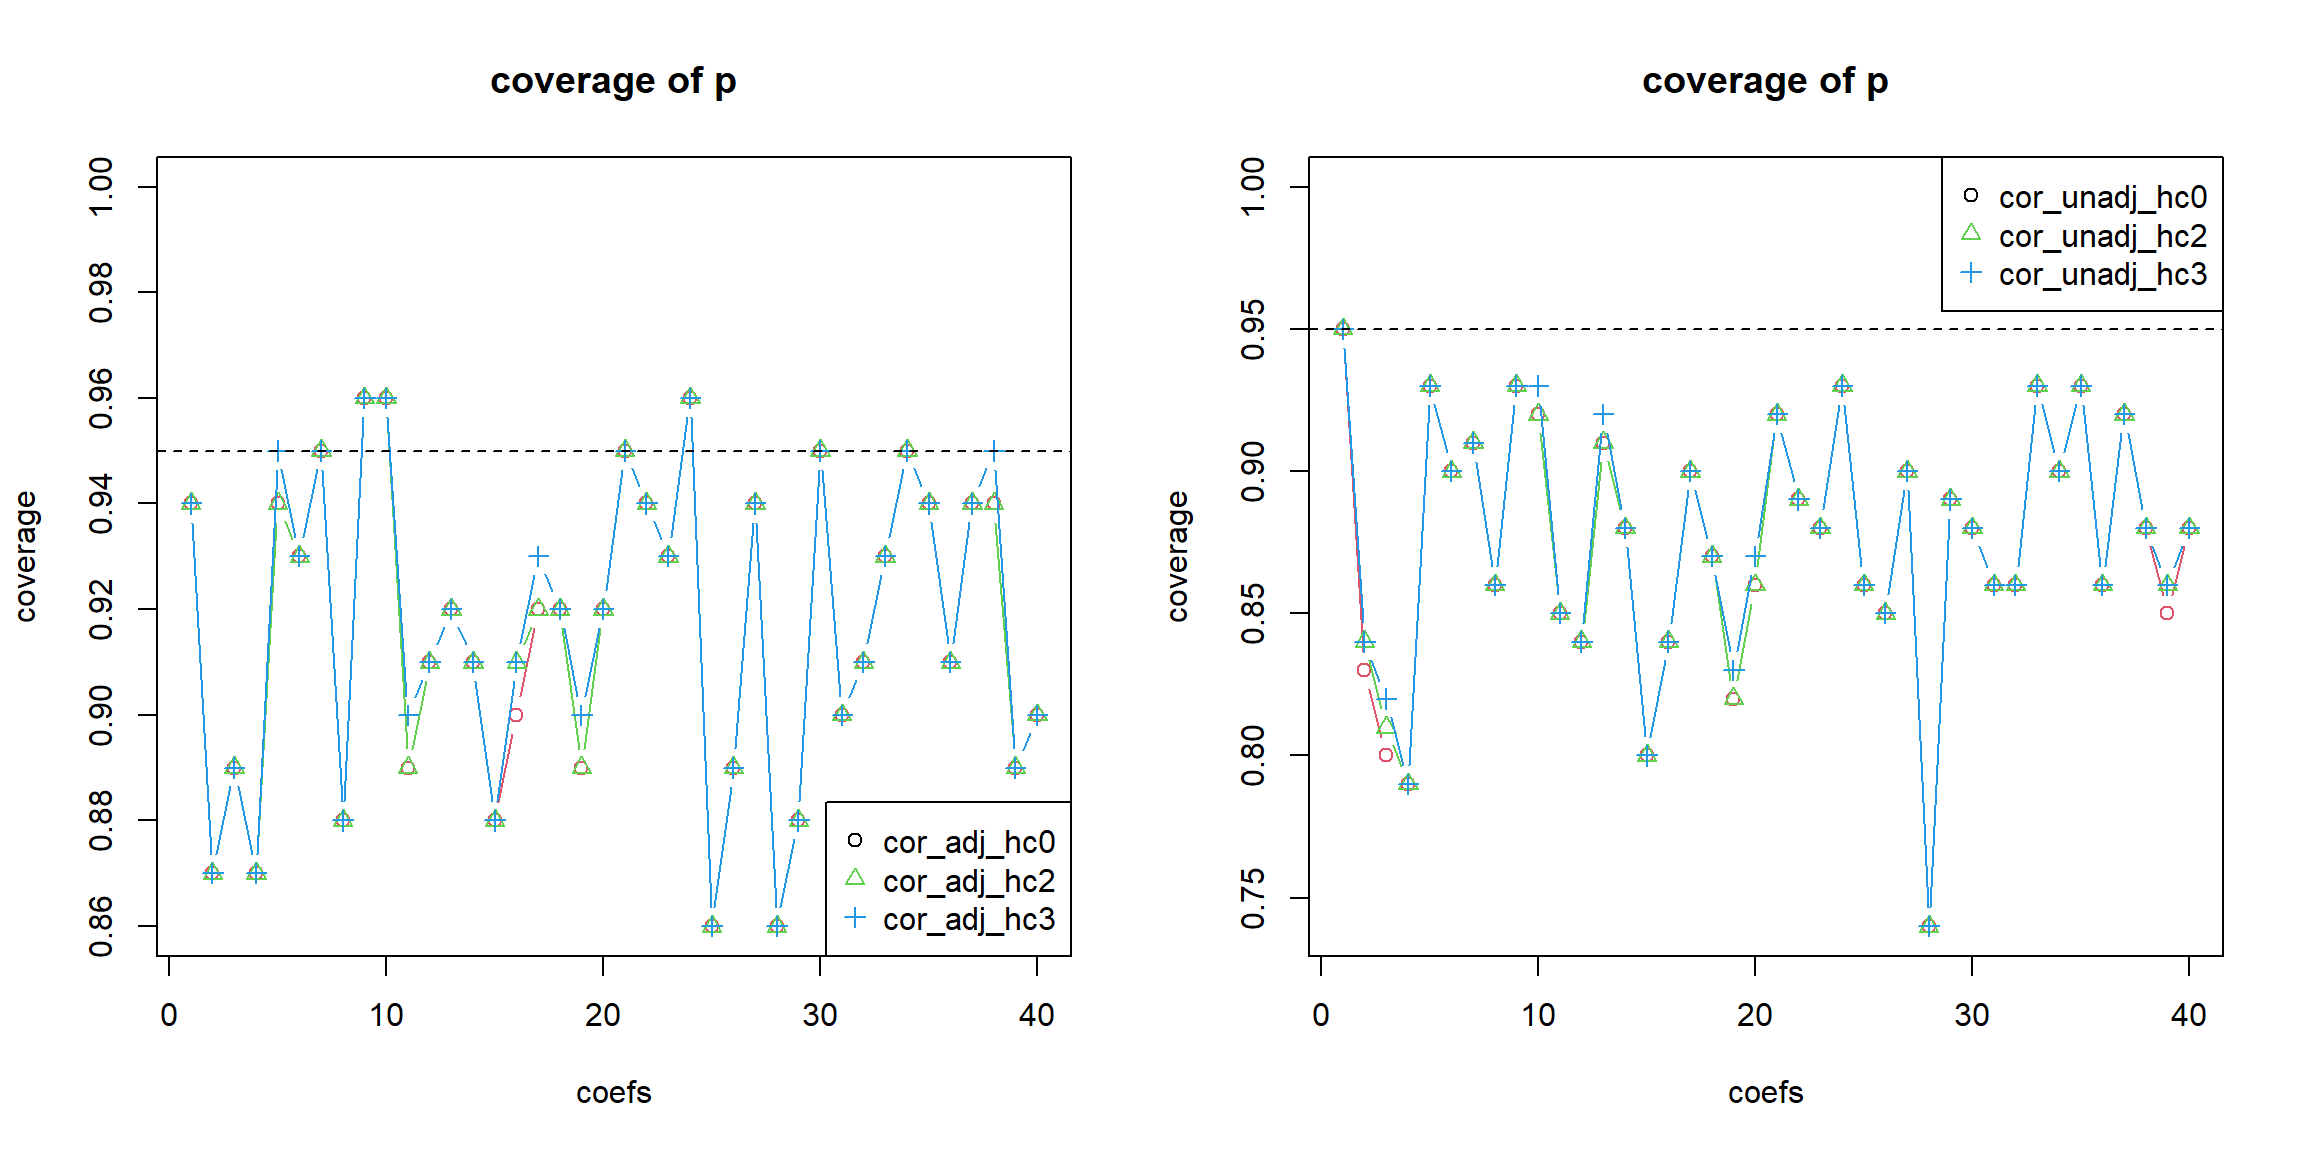 coverage of p
coverage
1.00
0.98
0.96
0.94
0.92
0.90
0.88
0.86
cor_adj_hc0
cor_adj_hc2
cor_adj_hc3
0 10 20 30 40
coefs
coverage of p
coverage
1.00
0.95
0.90
0.85
0.80
0.75
cor_unadj_hc0
cor_unadj_hc2
cor_unadj_hc3
0 10 20 30 40
coefs